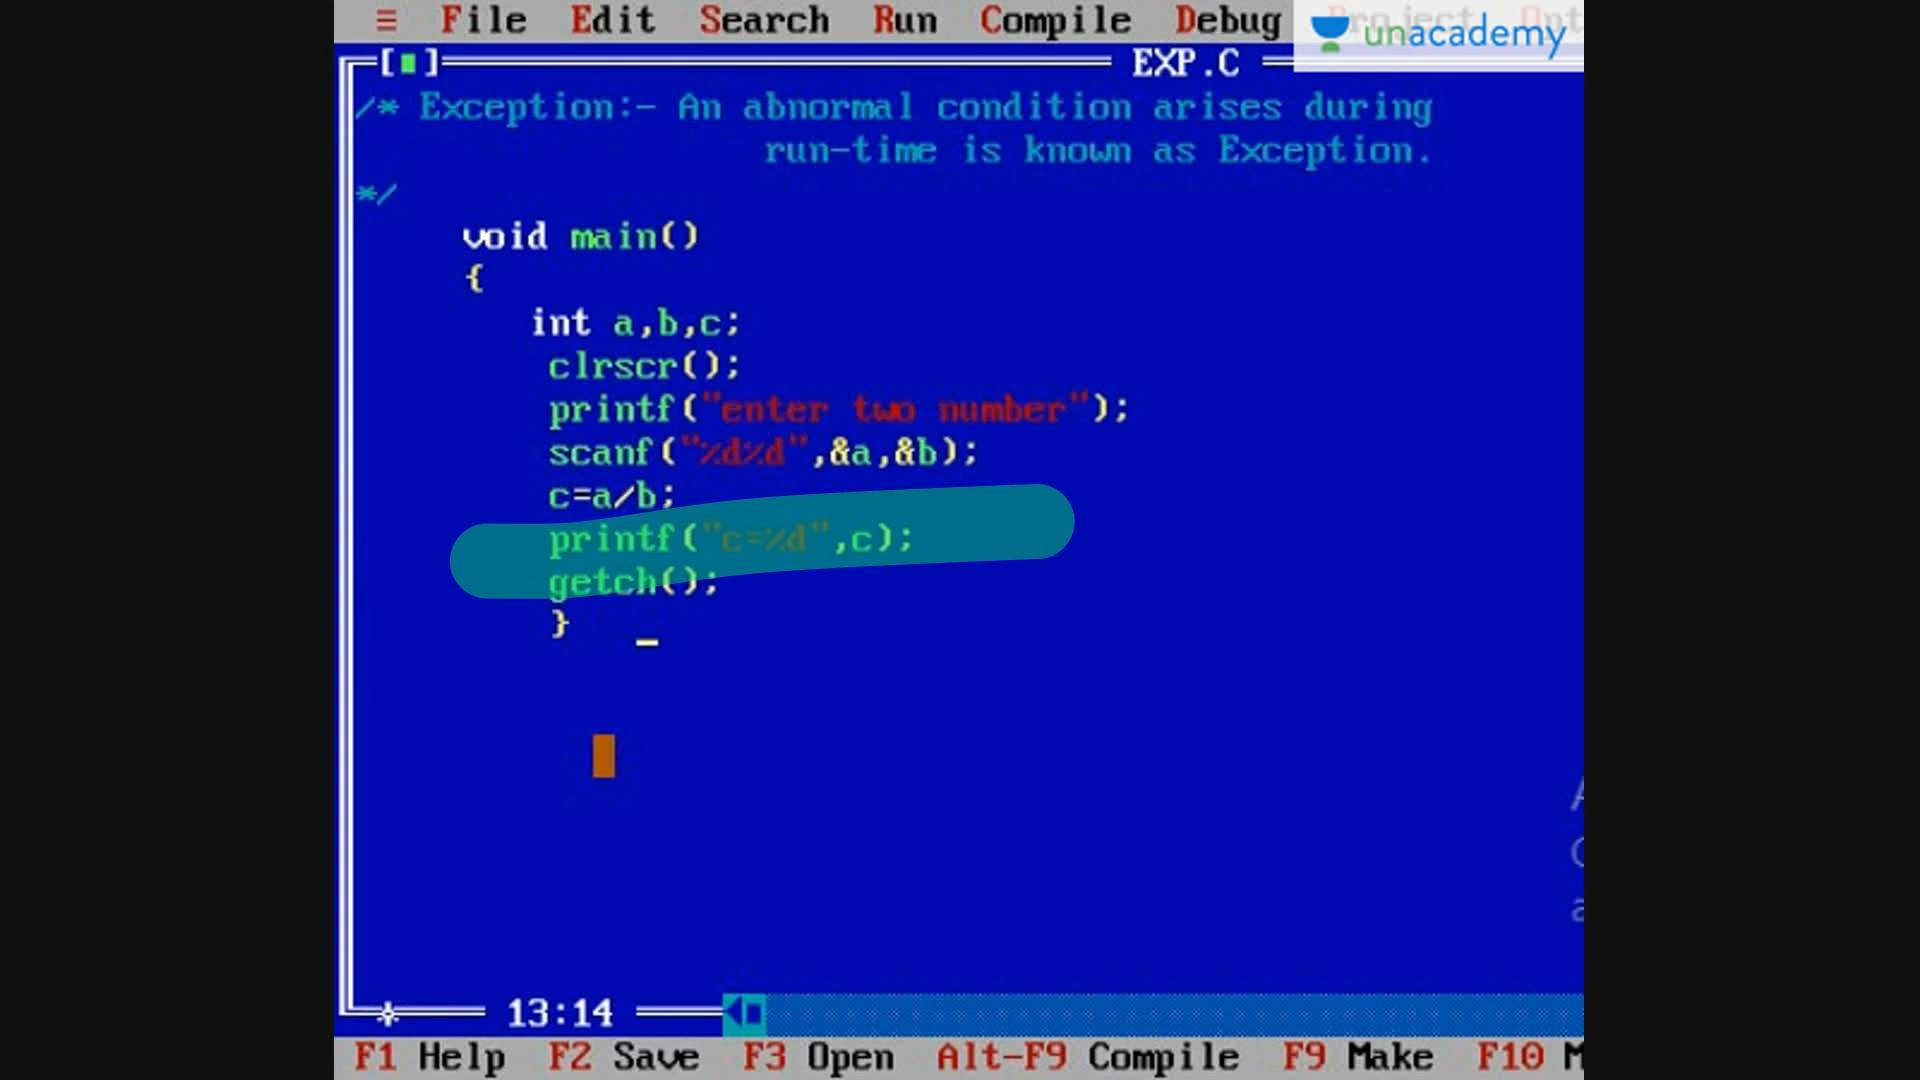 ≡ File Edit Search Run Compile Debug
unacademy
[■] EXP.C
/* Exception:- An abnormal condition arises during
run-time is known as Exception.
*/
void main()
{
int a,b,c;
clrscr();
printf("enter two number");
scanf("%d%d",&a,&b);
c=a/b;
printf("c=%d",c);
getch();
}
13:14
F1 Help F2 Save F3 Open Alt-F9 Compile F9 Make F10